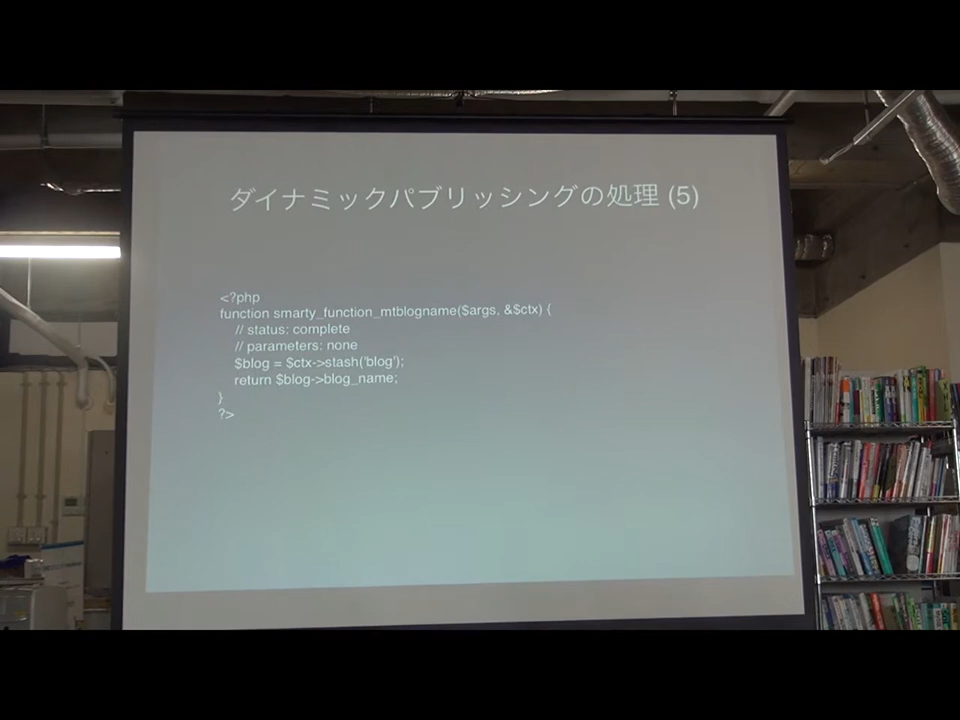 ダイナミックパブリッシングの処理 (5)
<?php
function smarty_function_mtblogname($args, &$ctx) {
// status: complete
// parameters: none
$blog = $ctx->stash('blog');
return $blog->blog_name;
}
?>